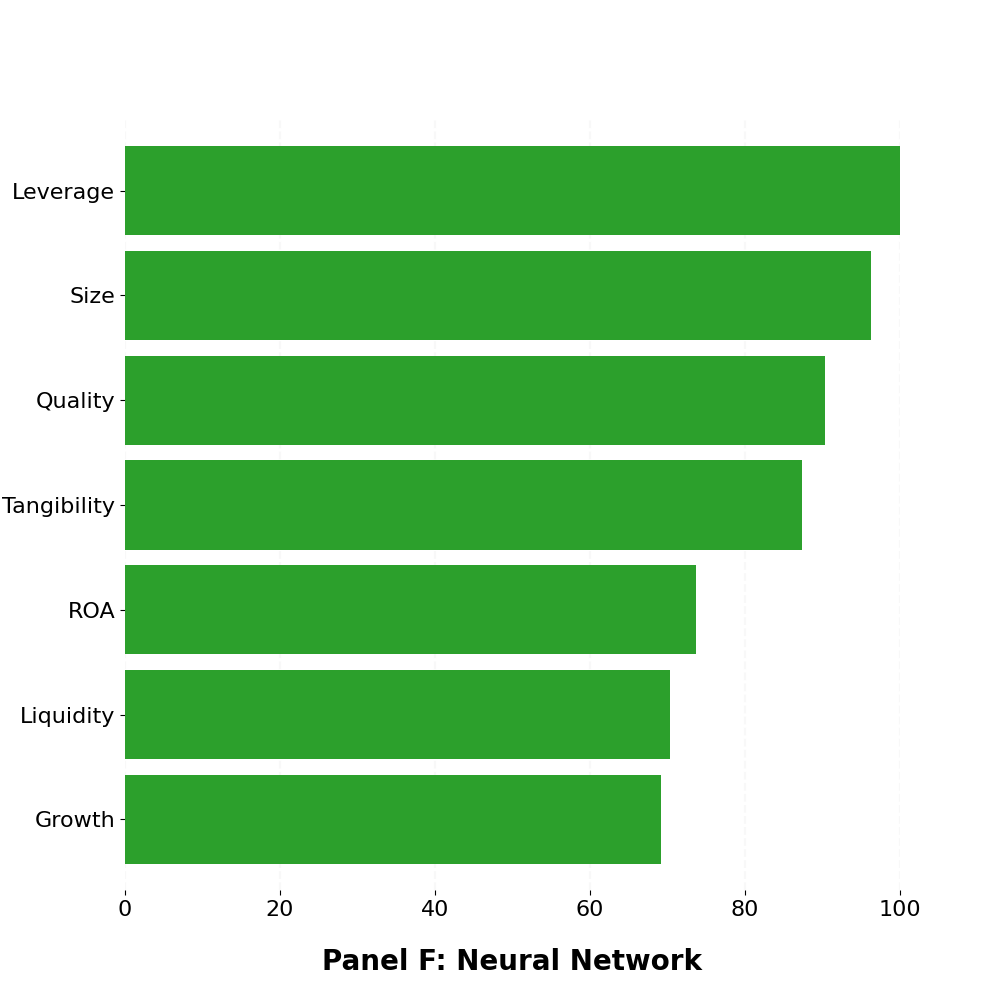 Leverage
Size
Quality
Tangibility
ROA
Liquidity
Growth
0 20 40 60 80 100
Panel F: Neural Network